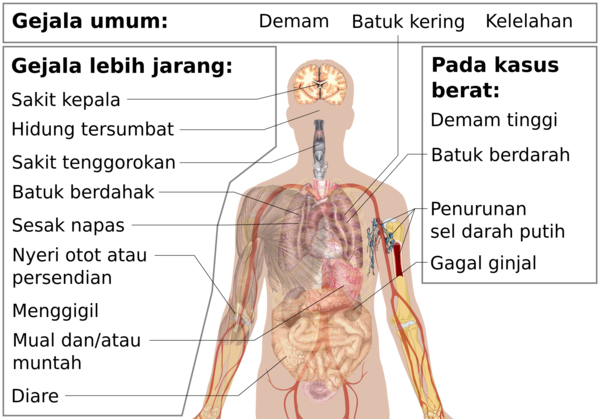 Gejala umum: Demam Batuk kering Kelelahan
Gejala lebih jarang:
Sakit kepala
Hidung tersumbat
Sakit tenggorokan
Batuk berdahak
Sesak napas
Nyeri otot atau
persendian
Menggigil
Mual dan/atau
muntah
Diare
Pada kasus
berat:
Demam tinggi
Batuk berdarah
Penurunan
sel darah putih
Gagal ginjal